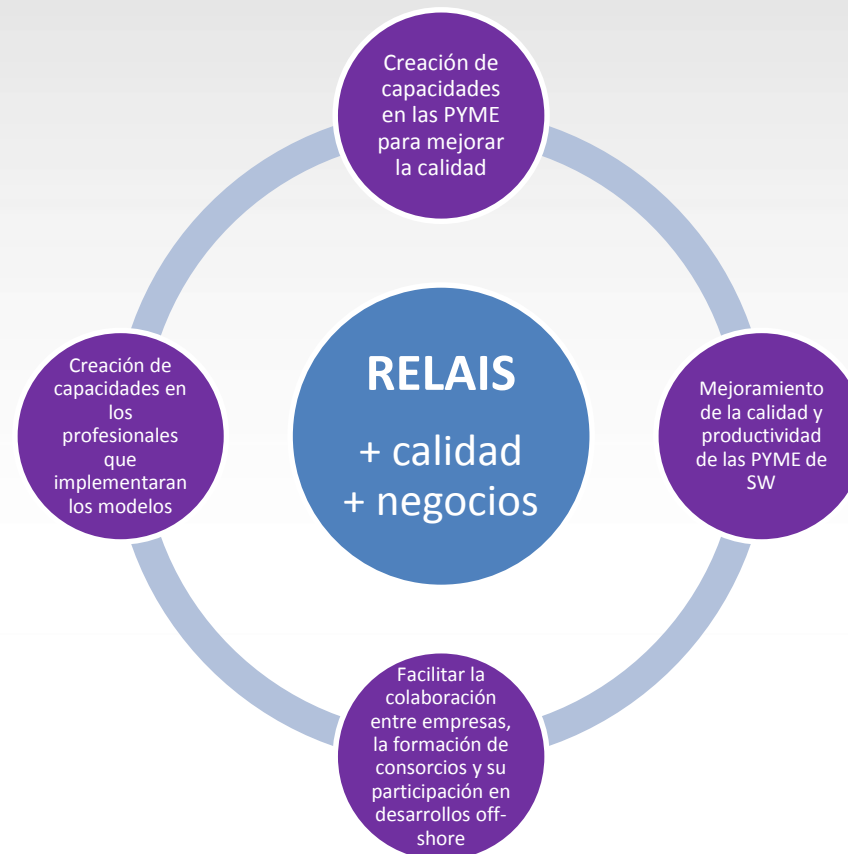 Creación de
capacidades
en las PYME
para mejorar
la calidad
RELAIS
+ calidad
+ negocios
Mejoramiento
de la calidad y
productividad
de las PYME de
SW
Facilitar la
colaboración
entre empresas,
la formación de
consorcios y su
participación en
desarrollos off-
shore
Creación de
capacidades en
los
profesionales
que
implementaran
los modelos